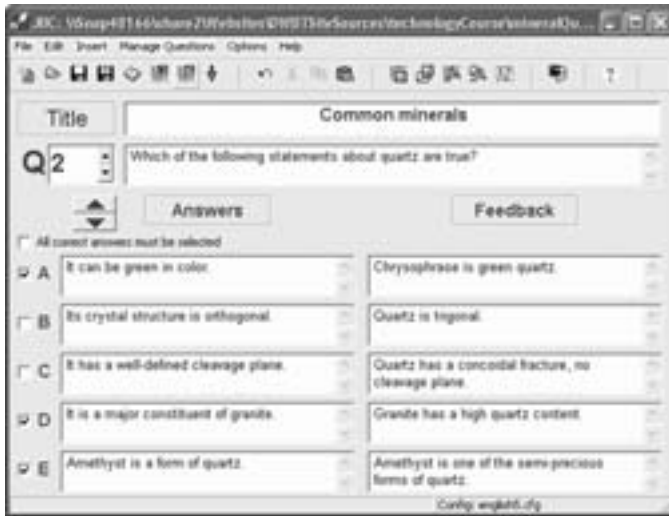 File Edit Insert Manage Questions Options Help
Title
Common minerals
Q 2
Which of the following statements about quartz are true?
Answers
Feedback
All correct answers must be selected
A
It can be green in color.
Chrysophrase is green quartz.
B
Its crystal structure is orthogonal.
Quartz is trigonal.
C
It has a well-defined cleavage plane.
Quartz has a concoidal fracture, no
cleavage plane.
D
It is a major constituent of granite.
Granite has a high quartz content.
E
Amethyst is a form of quartz.
Amethyst is one of the semi-precious
forms of quartz.
Config: english6.cfg